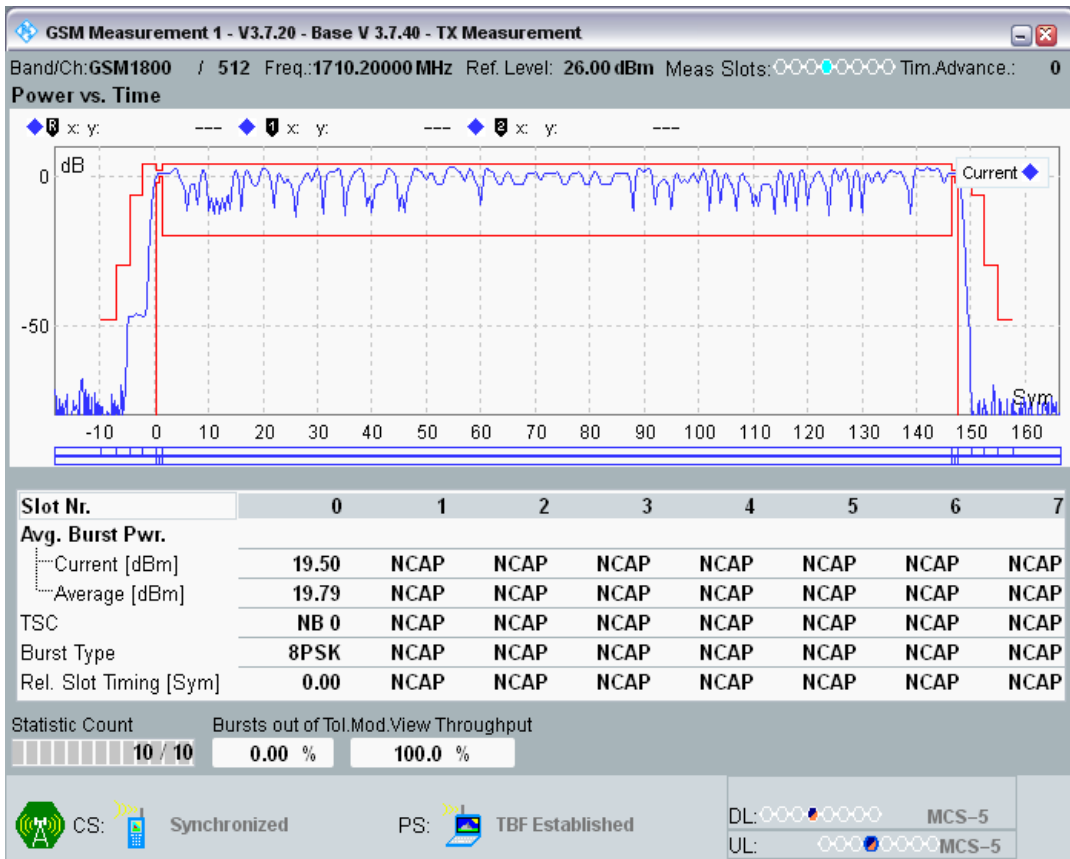 GSM Measurement 1 - V3.7.20 - Base V 3.7.40 - TX Measurement
Band/Ch:GSM1800 / 512 Freq.:1710.20000 MHz Ref. Level: 26.00 dBm Meas Slots: Tim.Advance.: 0
Power vs. Time
R x: y: --- 1 x: y: --- 2 x: y: ---
dB
0
Current
-50
Sym
-10 0 10 20 30 40 50 60 70 80 90 100 110 120 130 140 150 160
Slot Nr. 0 1 2 3 4 5 6 7
Avg. Burst Pwr.
Current [dBm] 19.50 NCAP NCAP NCAP NCAP NCAP NCAP NCAP
Average [dBm] 19.79 NCAP NCAP NCAP NCAP NCAP NCAP NCAP
TSC NB 0 NCAP NCAP NCAP NCAP NCAP NCAP NCAP
Burst Type 8PSK NCAP NCAP NCAP NCAP NCAP NCAP NCAP
Rel. Slot Timing [Sym] 0.00 NCAP NCAP NCAP NCAP NCAP NCAP NCAP
Statistic Count Bursts out of Tol.Mod.View Throughput
10 / 10 0.00 % 100.0 %
CS: Synchronized PS: TBF Established
DL: MCS-5
UL: MCS-5